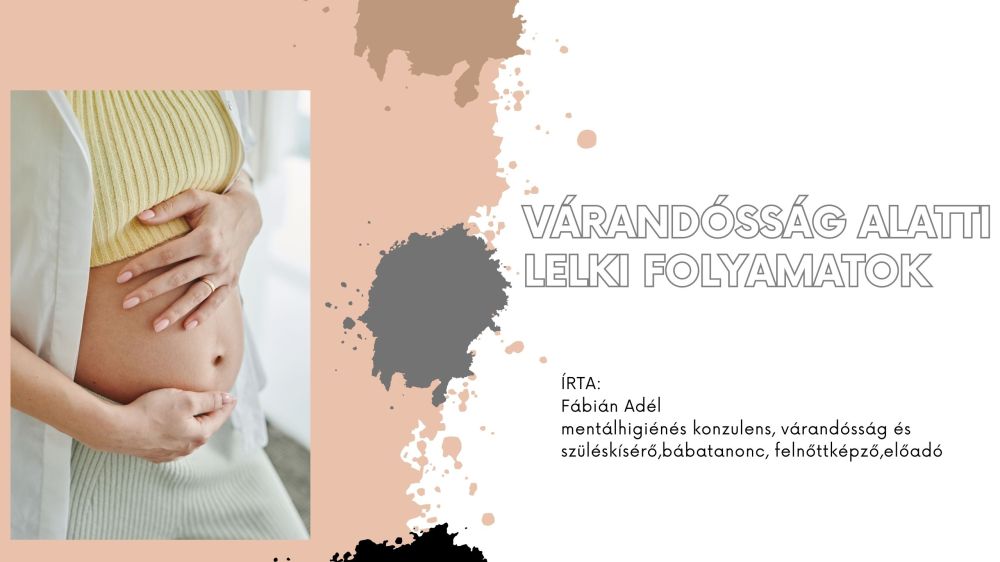 VÁRANDÓSSÁG ALATTI
LELKI FOLYAMATOK
ÍRTA:
Fábián Adél
mentálhigiénés konzulens, várandósság és
szüléskísérő,bábatanonc, felnőttképző,előadó